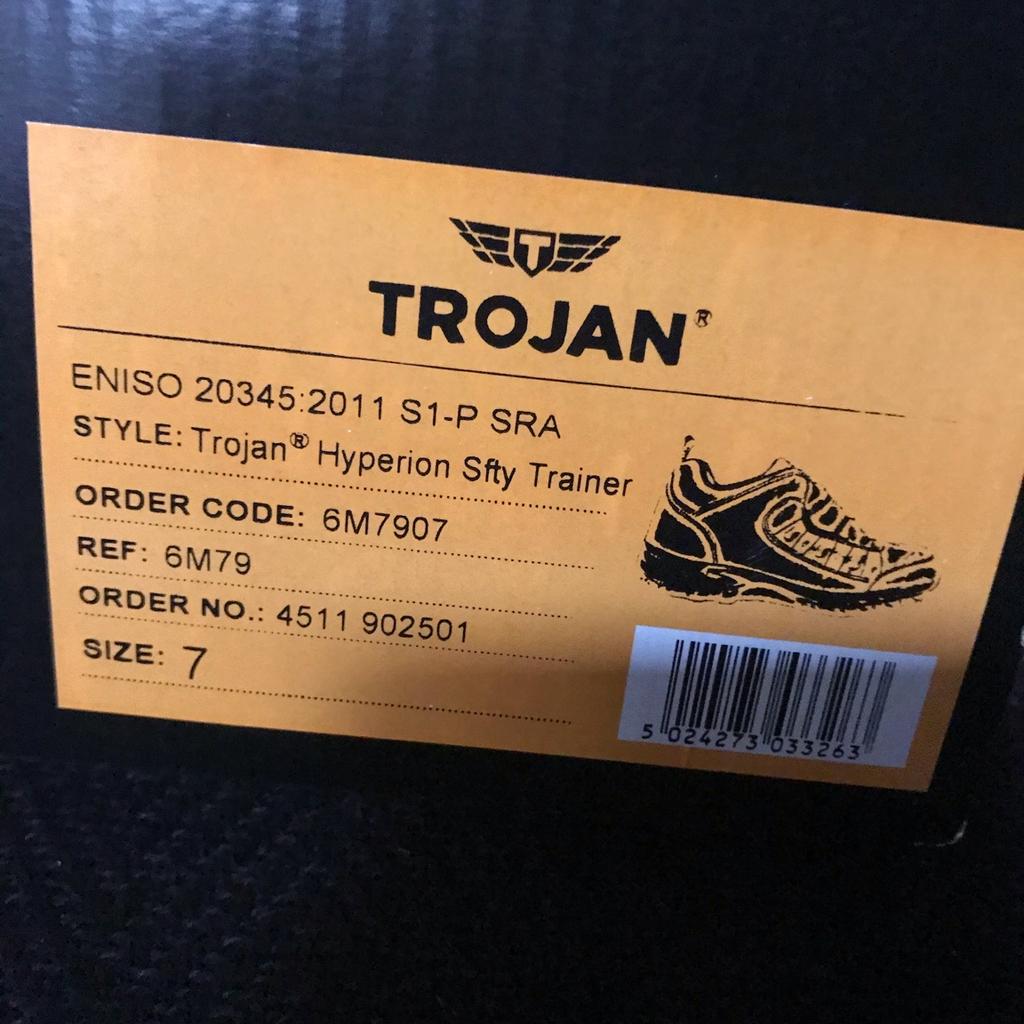 T
TROJAN®
ENISO 20345:2011 S1-P SRA
STYLE: Trojan® Hyperion Sfty Trainer
ORDER CODE: 6M7907
REF: 6M79
ORDER NO.: 4511 902501
SIZE: 7
5 024273 033263